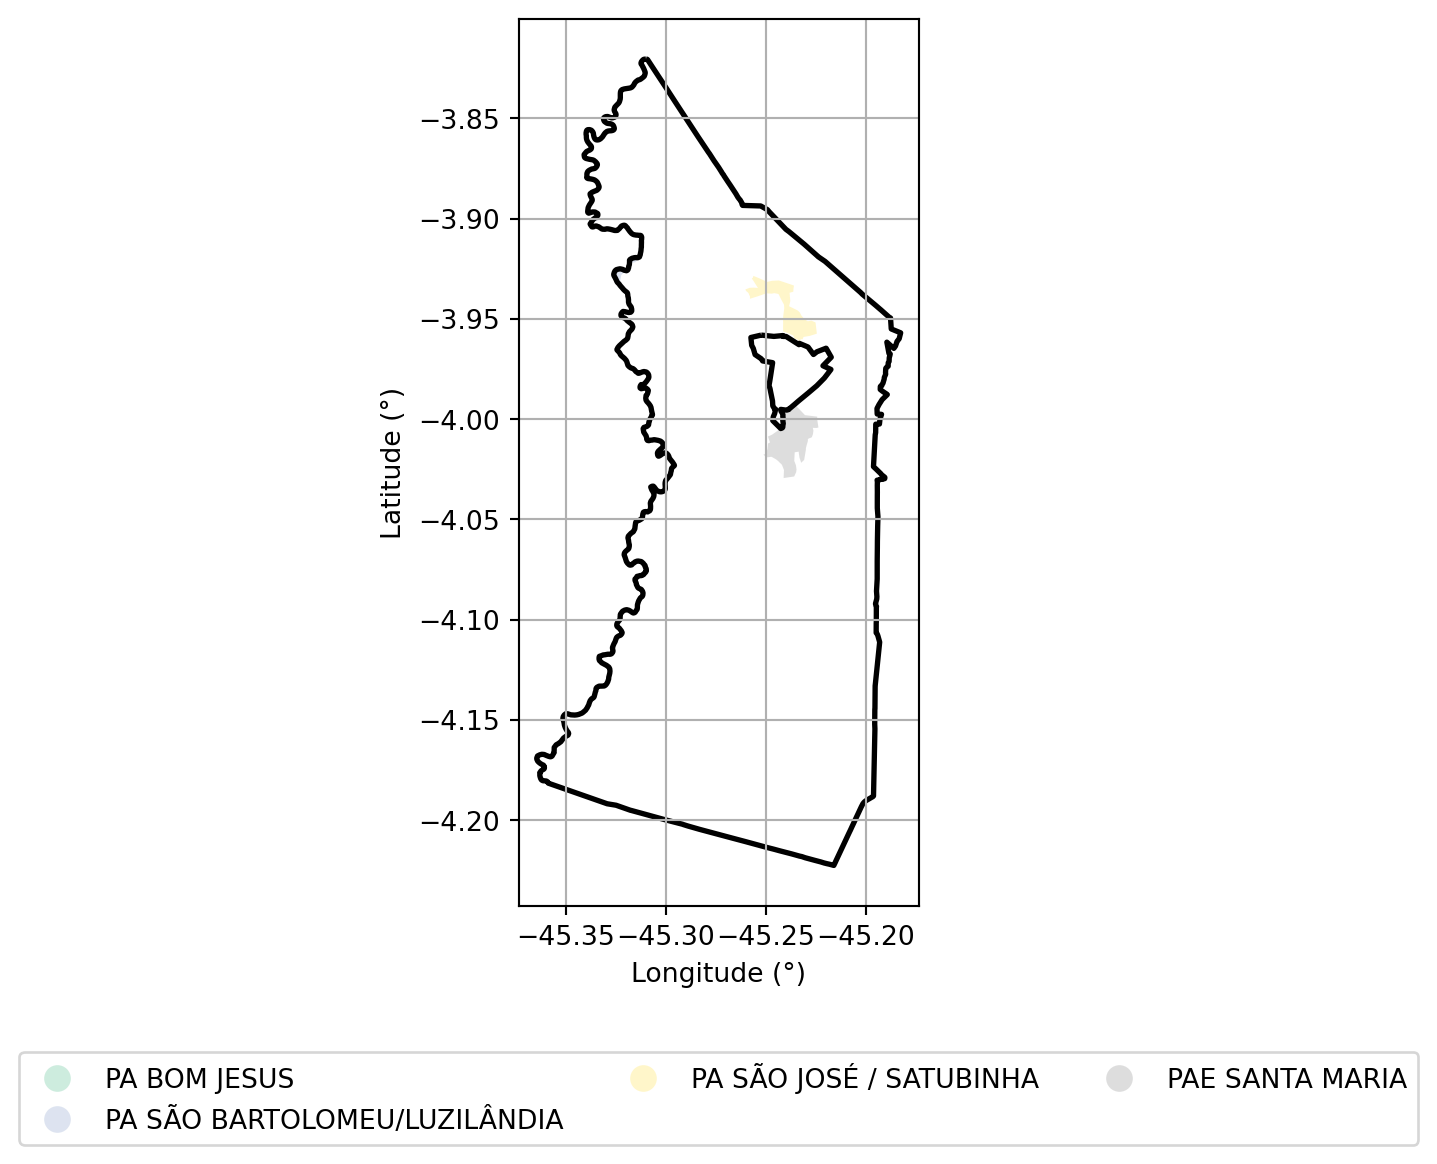 −3.85
−3.90
−3.95
−4.00
−4.05
−4.10
−4.15
−4.20
Latitude (°)
−45.35 −45.30 −45.25 −45.20
Longitude (°)
PA BOM JESUS
PA SÃO BARTOLOMEU/LUZILÂNDIA
PA SÃO JOSÉ / SATUBINHA
PAE SANTA MARIA